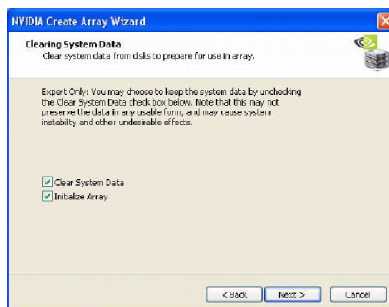 NVIDIA Create Array Wizard
Clearing System Data
Clear system data from disks to prepare for use in array.
Expert Only: You may choose to keep the system data by unchecking
the Clear System Data check box below. Note that this may not
preserve the data in any usable form, and may cause system
instability and other undesirable effects.
Clear System Data
Initialize Array
< Back
Next >
Cancel